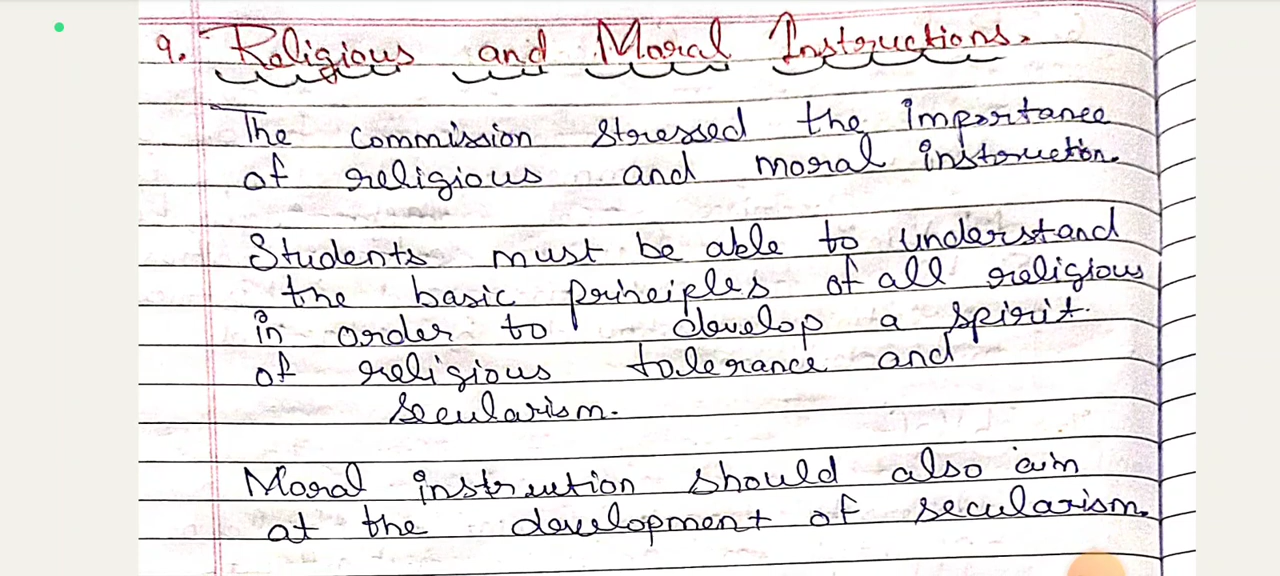 9. Religious and Moral Instructions.
The commission stressed the importance
of religious and moral instruction.
Students must be able to understand
the basic principles of all religious
in order to develop a spirit
of religious tolerance and
secularism.
Moral instruction should also aim
at the development of secularism.